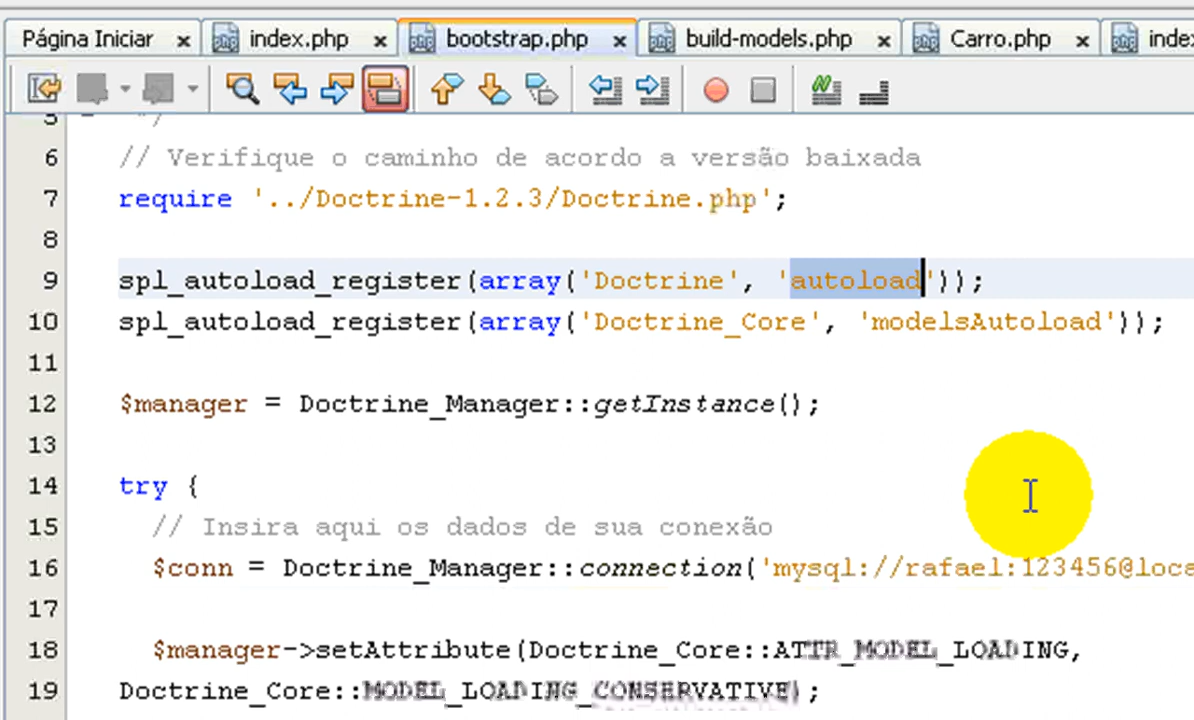 Página Iniciar x index.php x bootstrap.php x build-models.php x Carro.php x inde
5 */
6 // Verifique o caminho de acordo a versão baixada
7 require '../Doctrine-1.2.3/Doctrine.php';
8
9 spl_autoload_register(array('Doctrine', 'autoload'));
10 spl_autoload_register(array('Doctrine_Core', 'modelsAutoload'));
11
12 $manager = Doctrine_Manager::getInstance();
13
14 try {
15 // Insira aqui os dados de sua conexão
16 $conn = Doctrine_Manager::connection('mysql://rafael:123456@loca
17
18 $manager->setAttribute(Doctrine_Core::ATTR_MODEL_LOADING,
19 Doctrine_Core::MODEL_LOADING_CONSERVATIVE);